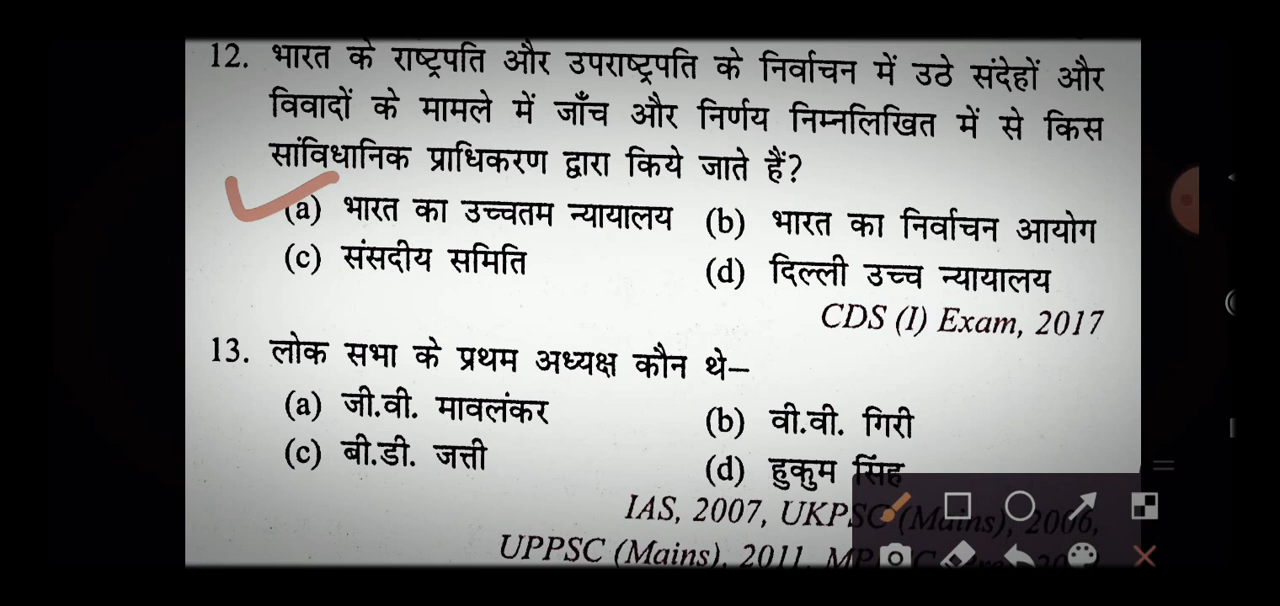 12. भारत के राष्ट्रपति और उपराष्ट्रपति के निर्वाचन में उठे संदेहों और
विवादों के मामले में जाँच और निर्णय निम्नलिखित में से किस
सांविधानिक प्राधिकरण द्वारा किये जाते हैं?
(a) भारत का उच्चतम न्यायालय (b) भारत का निर्वाचन आयोग
(c) संसदीय समिति (d) दिल्ली उच्च न्यायालय
CDS (I) Exam, 2017
13. लोक सभा के प्रथम अध्यक्ष कौन थे–
(a) जी.वी. मावलंकर (b) वी.वी. गिरी
(c) बी.डी. जत्ती (d) हुकुम सिंह
IAS, 2007, UKPSC (Mains), 2006,
UPPSC (Mains), 2011,